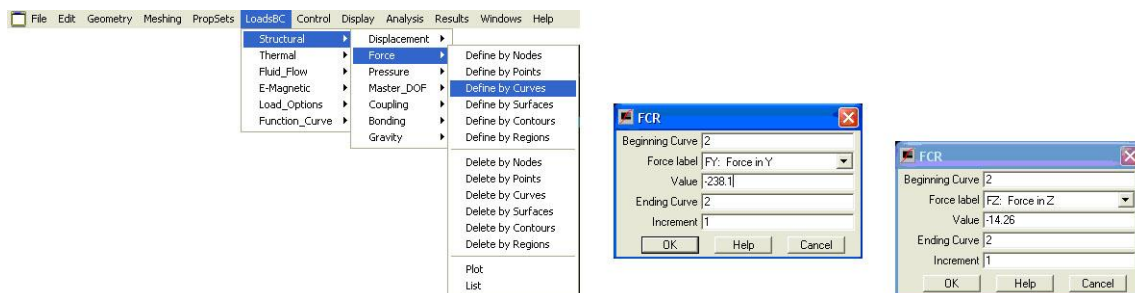 File Edit Geometry Meshing PropSets LoadsBC Control Display Analysis Results Windows Help
Structural
Thermal
Fluid_Flow
E-Magnetic
Load_Options
Function_Curve
Displacement
Force
Pressure
Master_DOF
Coupling
Bonding
Gravity
Define by Nodes
Define by Points
Define by Curves
Define by Surfaces
Define by Contours
Define by Regions
Delete by Nodes
Delete by Points
Delete by Curves
Delete by Surfaces
Delete by Contours
Delete by Regions
Plot
List
FCR
Beginning Curve 2
Force label FY: Force in Y
Value -238.1
Ending Curve 2
Increment 1
OK Help Cancel
FCR
Beginning Curve 2
Force label FZ: Force in Z
Value -14.26
Ending Curve 2
Increment 1
OK Help Cancel